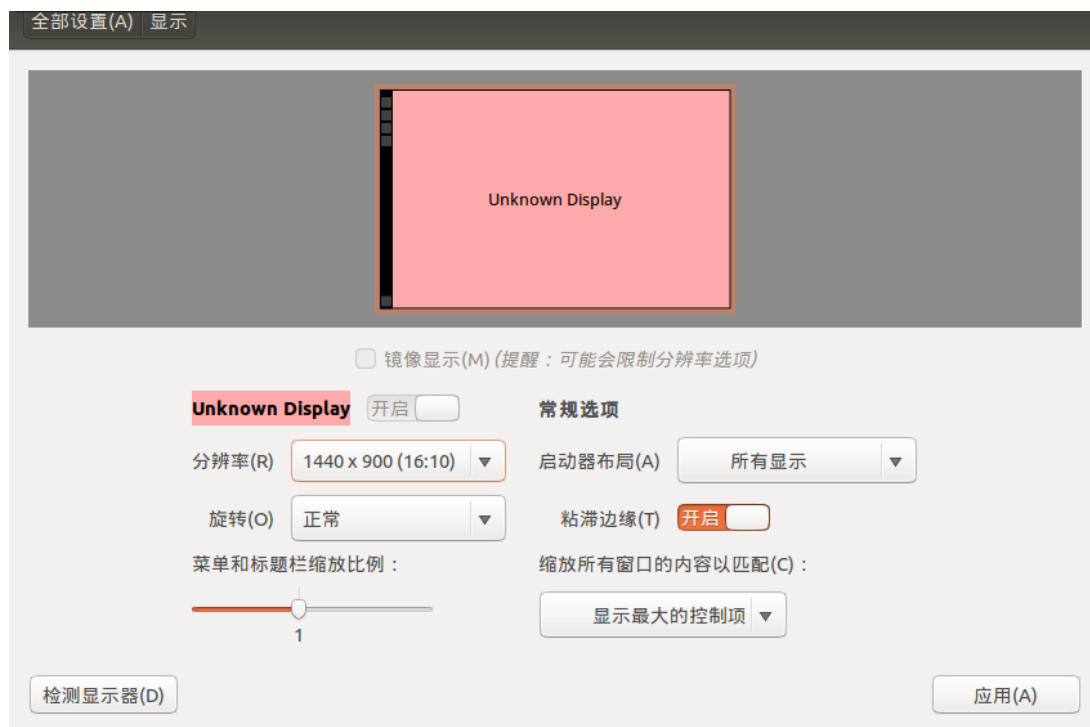 全部设置(A) 显示
Unknown Display
镜像显示(M) (提醒：可能会限制分辨率选项)
Unknown Display 开启
常规选项
分辨率(R) 1440 x 900 (16:10)
启动器布局(A) 所有显示
旋转(O) 正常
粘滞边缘(T) 开启
菜单和标题栏缩放比例：
缩放所有窗口的内容以匹配(C)：
1
显示最大的控制项
检测显示器(D)
应用(A)